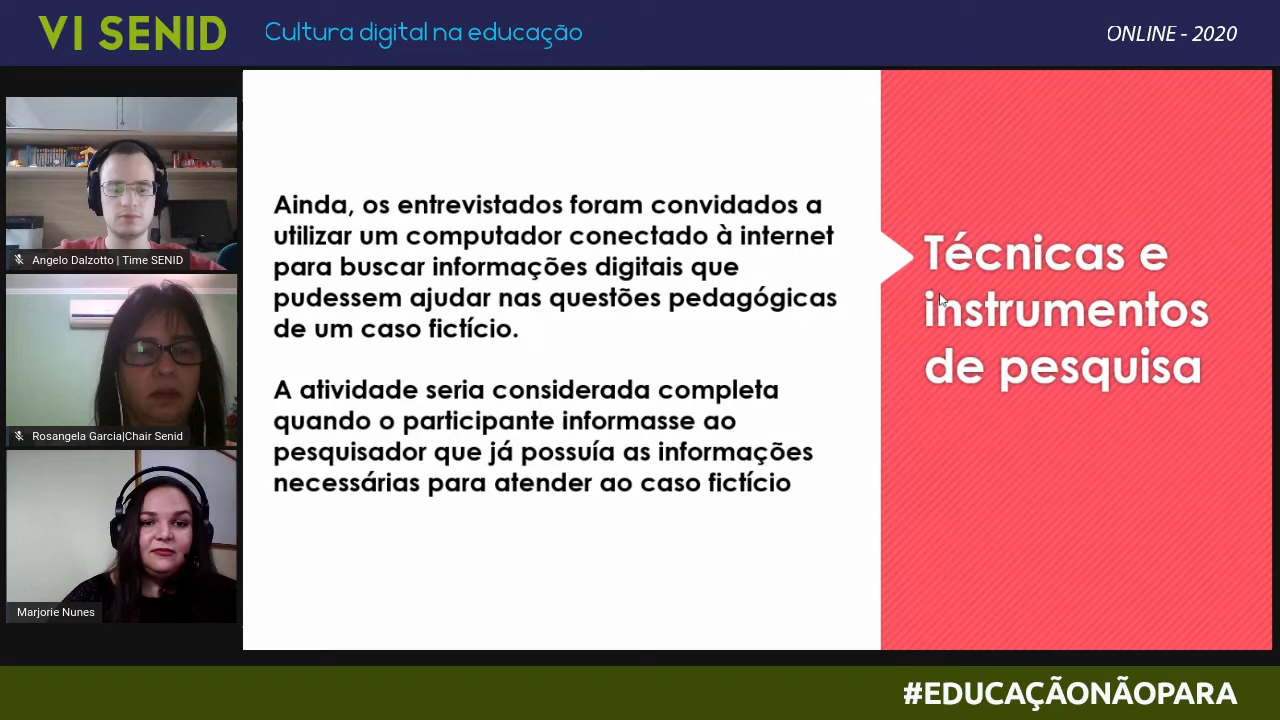 VI SENID
Cultura digital na educação
ONLINE - 2020
Angelo Dalzotto | Time SENID
Rosangela Garcia|Chair Senid
Marjorie Nunes
Ainda, os entrevistados foram convidados a
utilizar um computador conectado à internet
para buscar informações digitais que
pudessem ajudar nas questões pedagógicas
de um caso fictício.
A atividade seria considerada completa
quando o participante informasse ao
pesquisador que já possuía as informações
necessárias para atender ao caso fictício
Técnicas e
instrumentos
de pesquisa
#EDUCAÇÃONÃOPARA